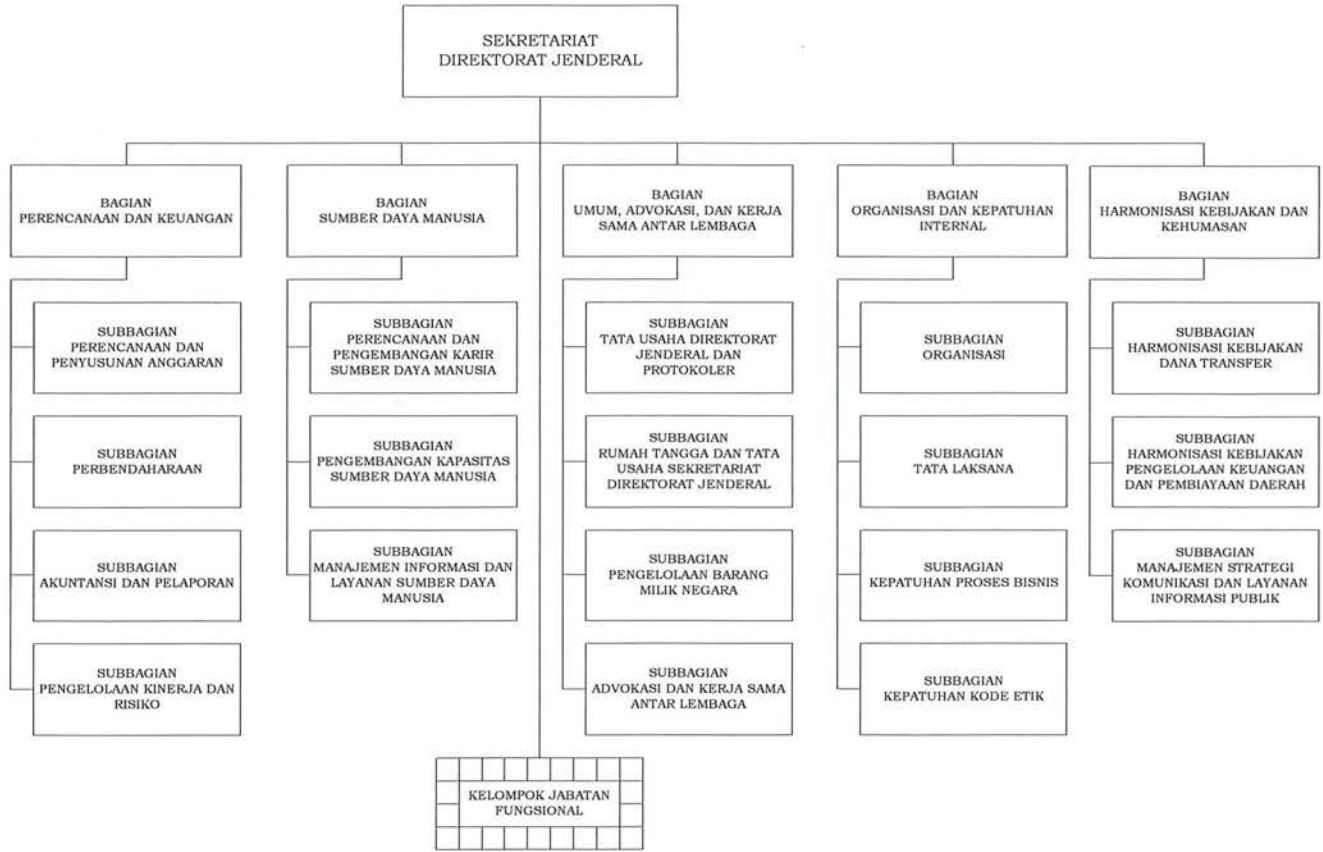 SEKRETARIAT
DIREKTORAT JENDERAL
BAGIAN
PERENCANAAN DAN KEUANGAN
SUBBAGIAN
PERENCANAAN DAN
PENYUSUNAN ANGGARAN
SUBBAGIAN
PERBENDAHARAAN
SUBBAGIAN
AKUNTANSI DAN PELAPORAN
SUBBAGIAN
PENGELOLAAN KINERJA DAN
RISIKO
BAGIAN
SUMBER DAYA MANUSIA
SUBBAGIAN
PERENCANAAN DAN
PENGEMBANGAN KARIR
SUMBER DAYA MANUSIA
SUBBAGIAN
PENGEMBANGAN KAPASITAS
SUMBER DAYA MANUSIA
SUBBAGIAN
MANAJEMEN INFORMASI DAN
LAYANAN SUMBER DAYA
MANUSIA
BAGIAN
UMUM, ADVOKASI, DAN KERJA
SAMA ANTAR LEMBAGA
SUBBAGIAN
TATA USAHA DIREKTORAT
JENDERAL DAN
PROTOKOLER
SUBBAGIAN
RUMAH TANGGA DAN TATA
USAHA SEKRETARIAT
DIREKTORAT JENDERAL
SUBBAGIAN
PENGELOLAAN BARANG
MILIK NEGARA
SUBBAGIAN
ADVOKASI DAN KERJA SAMA
ANTAR LEMBAGA
BAGIAN
ORGANISASI DAN KEPATUHAN
INTERNAL
SUBBAGIAN
ORGANISASI
SUBBAGIAN
TATA LAKSANA
SUBBAGIAN
KEPATUHAN PROSES BISNIS
SUBBAGIAN
KEPATUHAN KODE ETIK
BAGIAN
HARMONISASI KEBIJAKAN DAN
KEHUMASAN
SUBBAGIAN
HARMONISASI KEBIJAKAN
DANA TRANSFER
SUBBAGIAN
HARMONISASI KEBIJAKAN
PENGELOLAAN KEUANGAN
DAN PEMBIAYAAN DAERAH
SUBBAGIAN
MANAJEMEN STRATEGI
KOMUNIKASI DAN LAYANAN
INFORMASI PUBLIK
KELOMPOK JABATAN
FUNGSIONAL